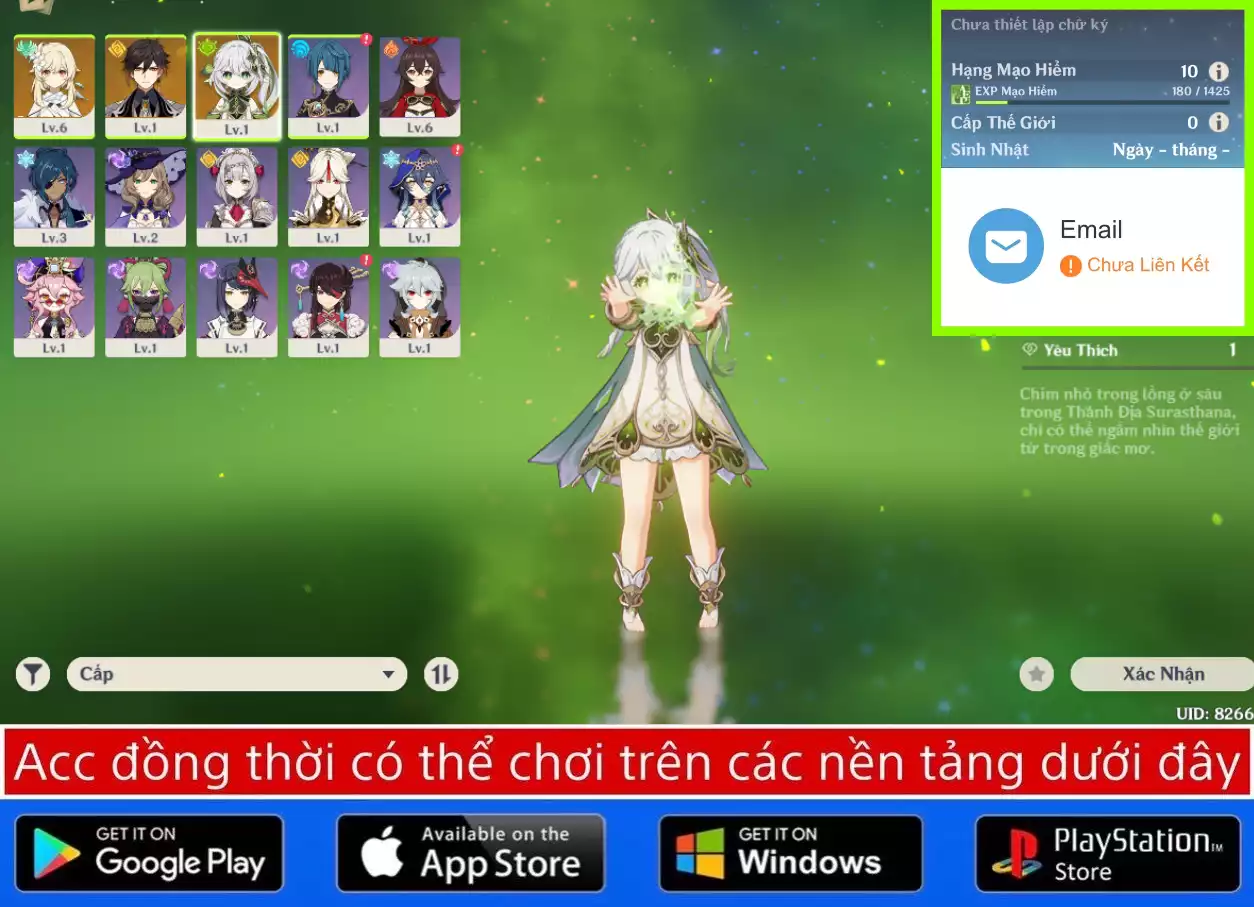 Chưa thiết lập chữ ký
Hạng Mạo Hiểm 10
EXP Mạo Hiểm 180 / 1425
Cấp Thế Giới 0
Sinh Nhật Ngày - tháng -
Email
! Chưa Liên Kết
Lv.6 Lv.1 Lv.1 Lv.1 Lv.6
Lv.3 Lv.2 Lv.1 Lv.1 Lv.1
Lv.1 Lv.1 Lv.1 Lv.1 Lv.1
Yêu Thích 1
Chim nhỏ trong lồng ở sâu
trong Thánh Địa Surasthana,
chỉ có thể ngắm nhìn thế giới
từ trong giấc mơ.
Cấp
Xác Nhận
UID: 8266
Acc đồng thời có thể chơi trên các nền tảng dưới đây
GET IT ON
Google Play
Available on the
App Store
GET IT ON
Windows
PlayStation™
Store